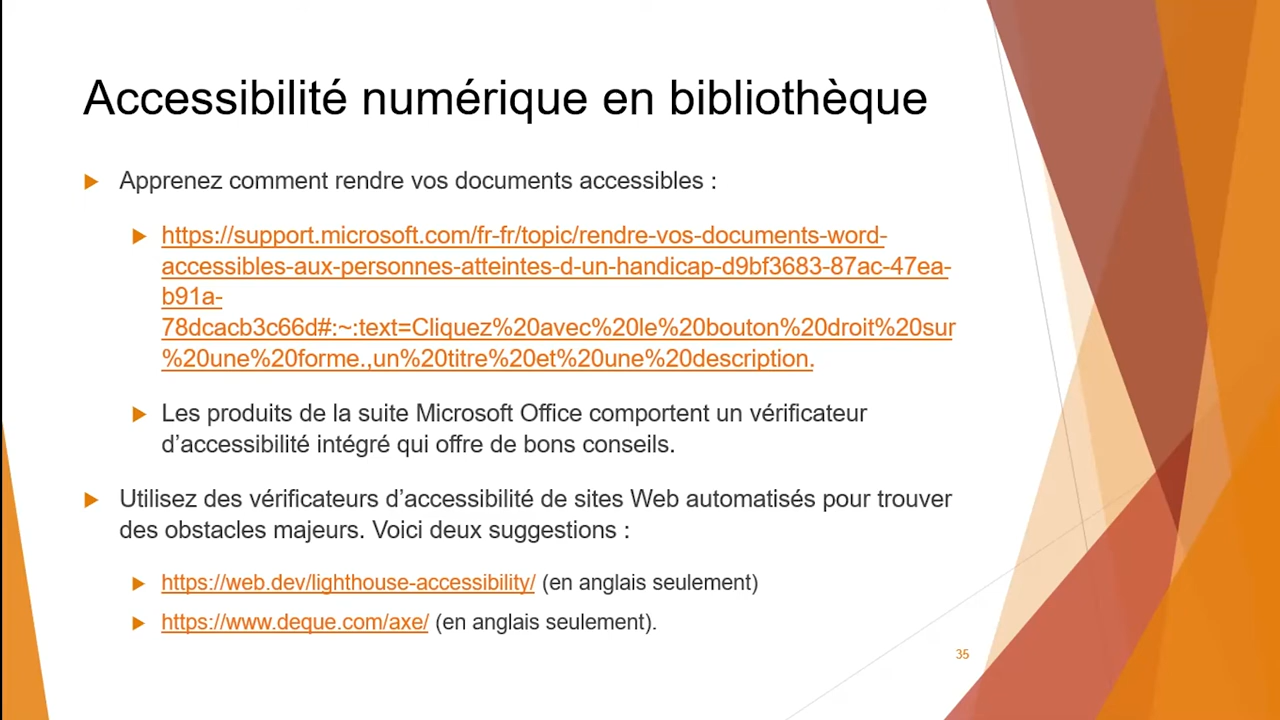 Accessibilité numérique en bibliothèque
Apprenez comment rendre vos documents accessibles :
https://support.microsoft.com/fr-fr/topic/rendre-vos-documents-word-
accessibles-aux-personnes-atteintes-d-un-handicap-d9bf3683-87ac-47ea-
b91a-
78dcacb3c66d#:~:text=Cliquez%20avec%20le%20bouton%20droit%20sur
%20une%20forme.,un%20titre%20et%20une%20description.
Les produits de la suite Microsoft Office comportent un vérificateur
d’accessibilité intégré qui offre de bons conseils.
Utilisez des vérificateurs d’accessibilité de sites Web automatisés pour trouver
des obstacles majeurs. Voici deux suggestions :
https://web.dev/lighthouse-accessibility/ (en anglais seulement)
https://www.deque.com/axe/ (en anglais seulement).
35